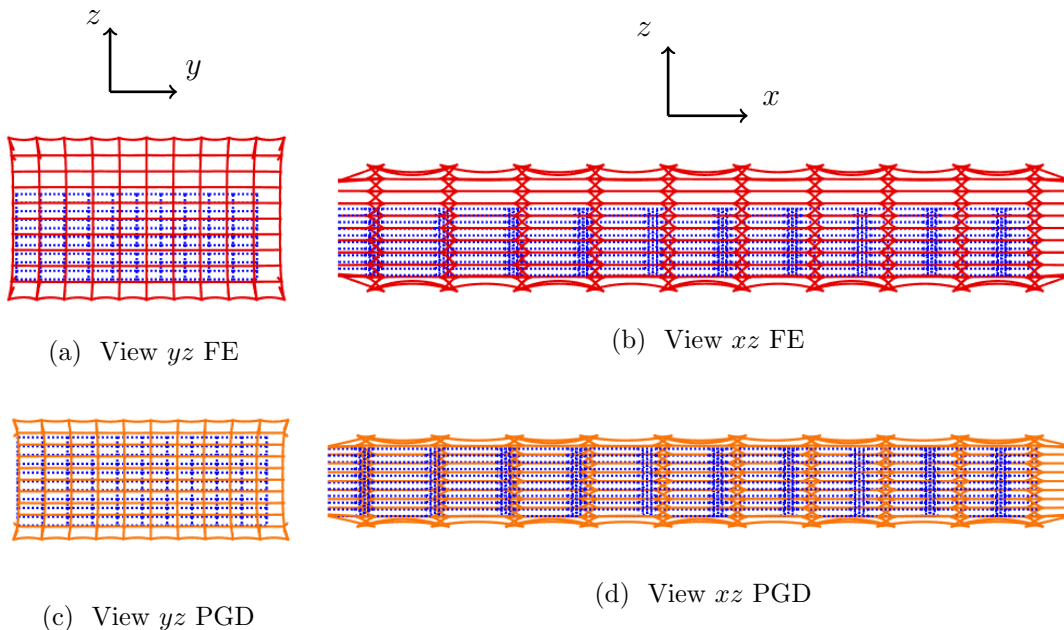 z
y
z
x
(a) View yz FE
(b) View xz FE
(c) View yz PGD
(d) View xz PGD